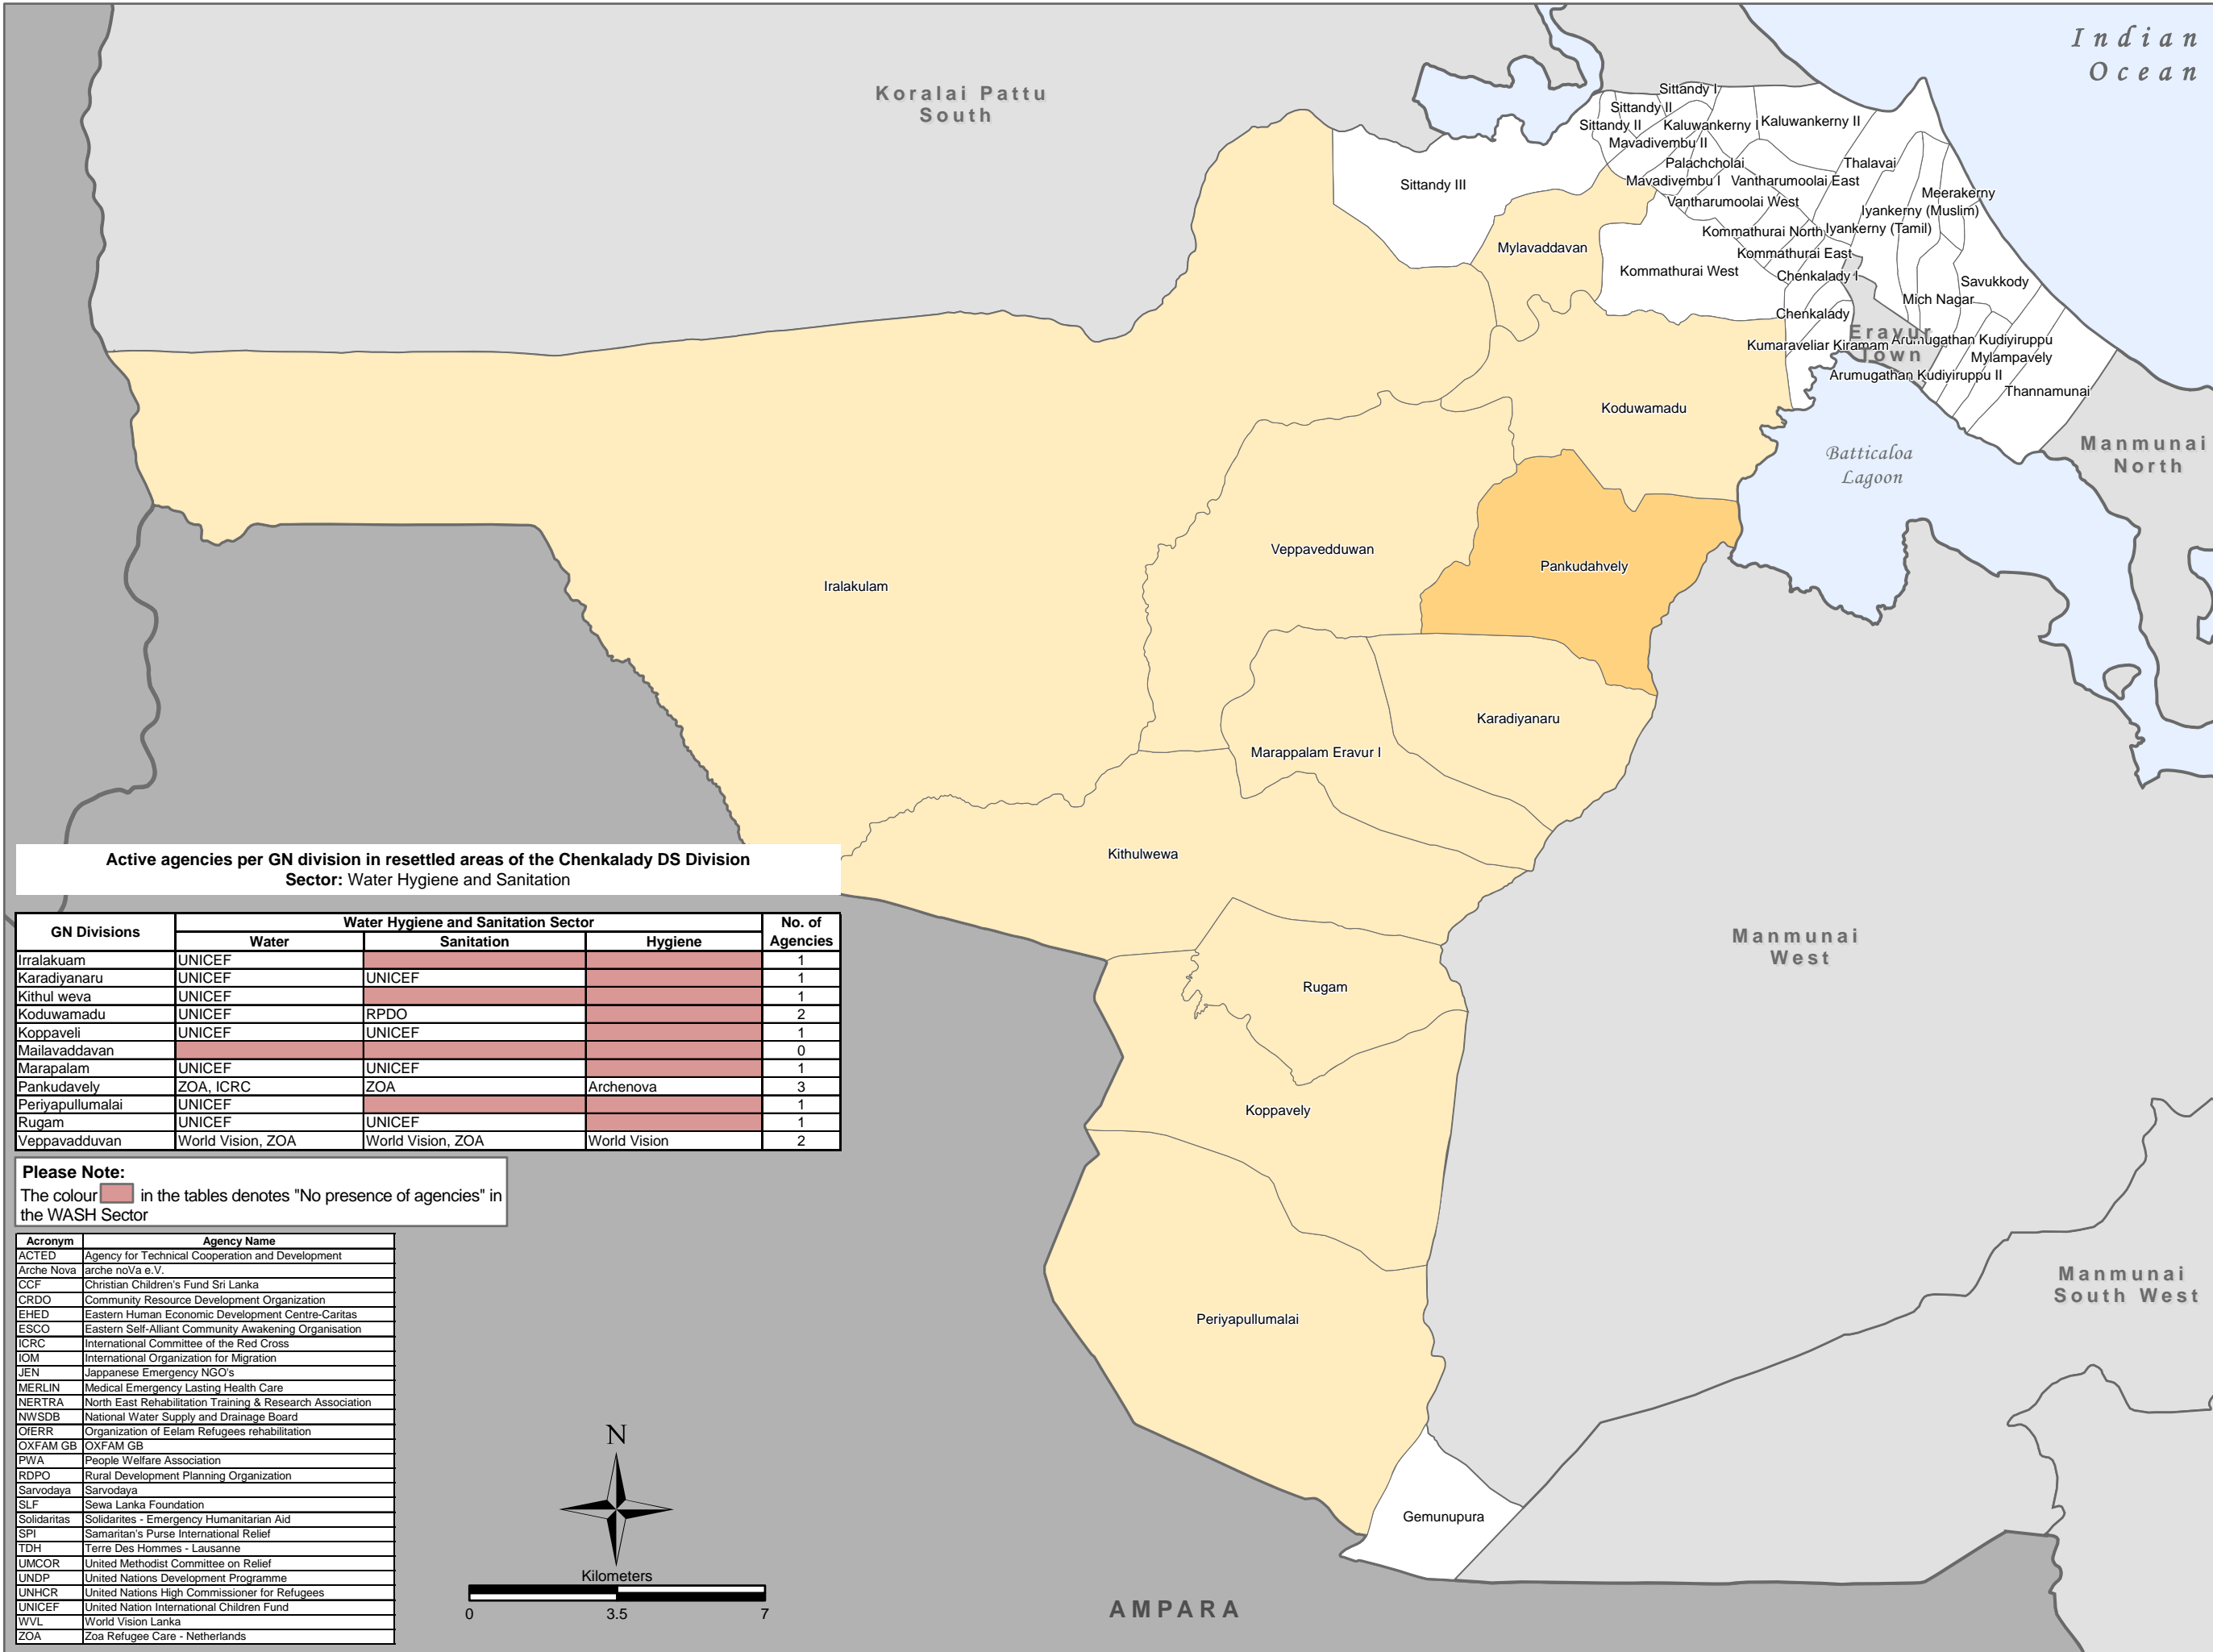 Indian
Ocean
Koralai Pattu
South
Sittandy I
Sittandy II
Sittandy II
Kaluwankerny I
Kaluwankerny II
Mavadivembu II
Palachcholai
Thalavai
Sittandy III
Mavadivembu I
Vantharumoolai East
Meerakerny
Vantharumoolai West
Iyankerny (Muslim)
Kommathurai North
Iyankerny (Tamil)
Mylavaddavan
Kommathurai East
Kommathurai West
Chenkalady I
Savukkody
Mich Nagar
Chenkalady
Eravur
Town
Kumaraveliar Kiramam
Arumugathan Kudiyiruppu
Mylampavely
Arumugathan Kudiyiruppu II
Thannamunai
Koduwamadu
Manmunai
North
Batticaloa
Lagoon
Veppavedduwan
Pankudahvely
Iralakulam
Karadiyanaru
Marappalam Eravur I
Kithulwewa
Manmunai
West
Rugam
Koppavely
Manmunai
South West
Periyapullumalai
Gemunupura
AMPARA
Active agencies per GN division in resettled areas of the Chenkalady DS Division
Sector: Water Hygiene and Sanitation
GN Divisions Water Hygiene and Sanitation Sector No. of Agencies
Water Sanitation Hygiene
Irralakuam UNICEF 1
Karadiyanaru UNICEF UNICEF 1
Kithul weva UNICEF 1
Koduwamadu UNICEF RPDO 2
Koppaveli UNICEF UNICEF 1
Mailavaddavan 0
Marapalam UNICEF UNICEF 1
Pankudavely ZOA, ICRC ZOA Archenova 3
Periyapullumalai UNICEF 1
Rugam UNICEF UNICEF 1
Veppavadduvan World Vision, ZOA World Vision, ZOA World Vision 2
Please Note:
The colour in the tables denotes "No presence of agencies" in
the WASH Sector
Acronym Agency Name
ACTED Agency for Technical Cooperation and Development
Arche Nova arche noVa e.V.
CCF Christian Children's Fund Sri Lanka
CRDO Community Resource Development Organization
EHED Eastern Human Economic Development Centre-Caritas
ESCO Eastern Self-Alliant Community Awakening Organisation
ICRC International Committee of the Red Cross
IOM International Organization for Migration
JEN Jappanese Emergency NGO's
MERLIN Medical Emergency Lasting Health Care
NERTRA North East Rehabilitation Training & Research Association
NWSDB National Water Supply and Drainage Board
OfERR Organization of Eelam Refugees rehabilitation
OXFAM GB OXFAM GB
PWA People Welfare Association
RDPO Rural Development Planning Organization
Sarvodaya Sarvodaya
SLF Sewa Lanka Foundation
Solidaritas Solidarites - Emergency Humanitarian Aid
SPI Samaritan's Purse International Relief
TDH Terre Des Hommes - Lausanne
UMCOR United Methodist Committee on Relief
UNDP United Nations Development Programme
UNHCR United Nations High Commissioner for Refugees
UNICEF United Nation International Children Fund
WVL World Vision Lanka
ZOA Zoa Refugee Care - Netherlands
N
Kilometers
0 3.5 7